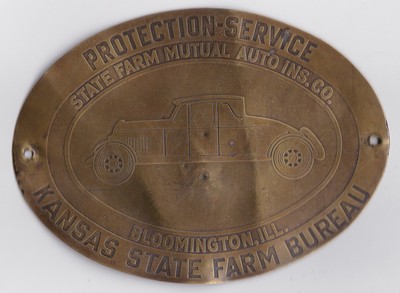 PROTECTION-SERVICE
STATE FARM MUTUAL AUTO INS. CO.
BLOOMINGTON, ILL.
KANSAS STATE FARM BUREAU